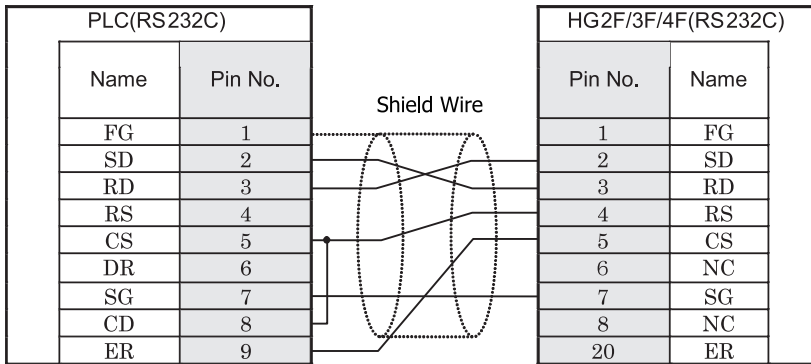 PLC(RS232C) HG2F/3F/4F(RS232C)
Name Pin No. Pin No. Name
Shield Wire
FG 1 1 FG
SD 2 2 SD
RD 3 3 RD
RS 4 4 RS
CS 5 5 CS
DR 6 6 NC
SG 7 7 SG
CD 8 8 NC
ER 9 20 ER